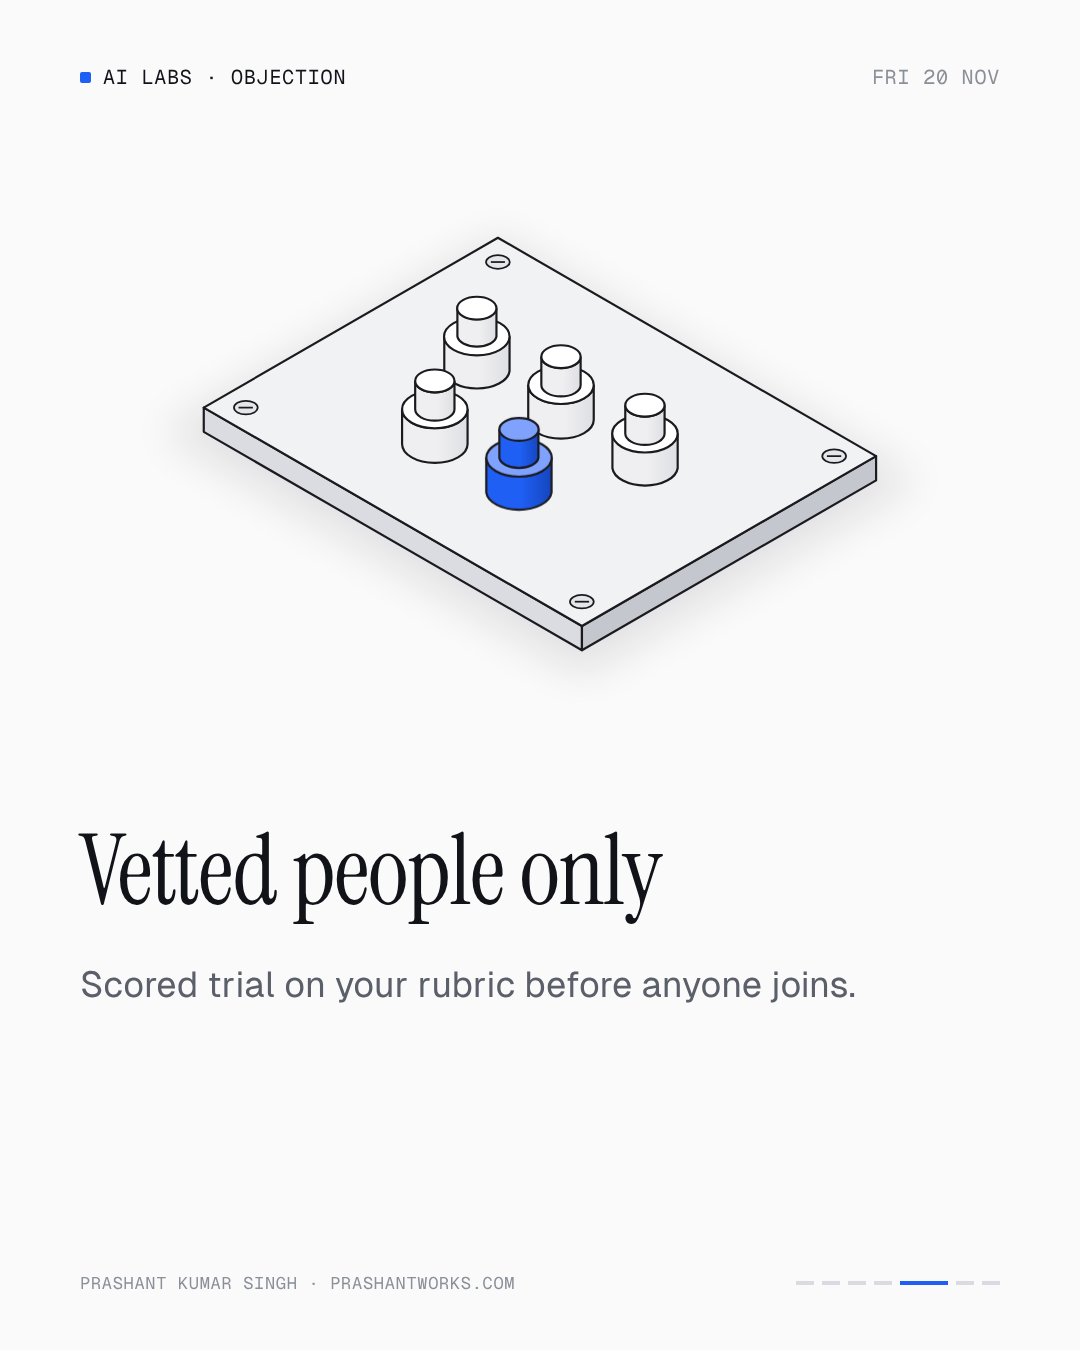 AI LABS · OBJECTION
FRI 20 NOV
Vetted people only
Scored trial on your rubric before anyone joins.
PRASHANT KUMAR SINGH · PRASHANTWORKS.COM